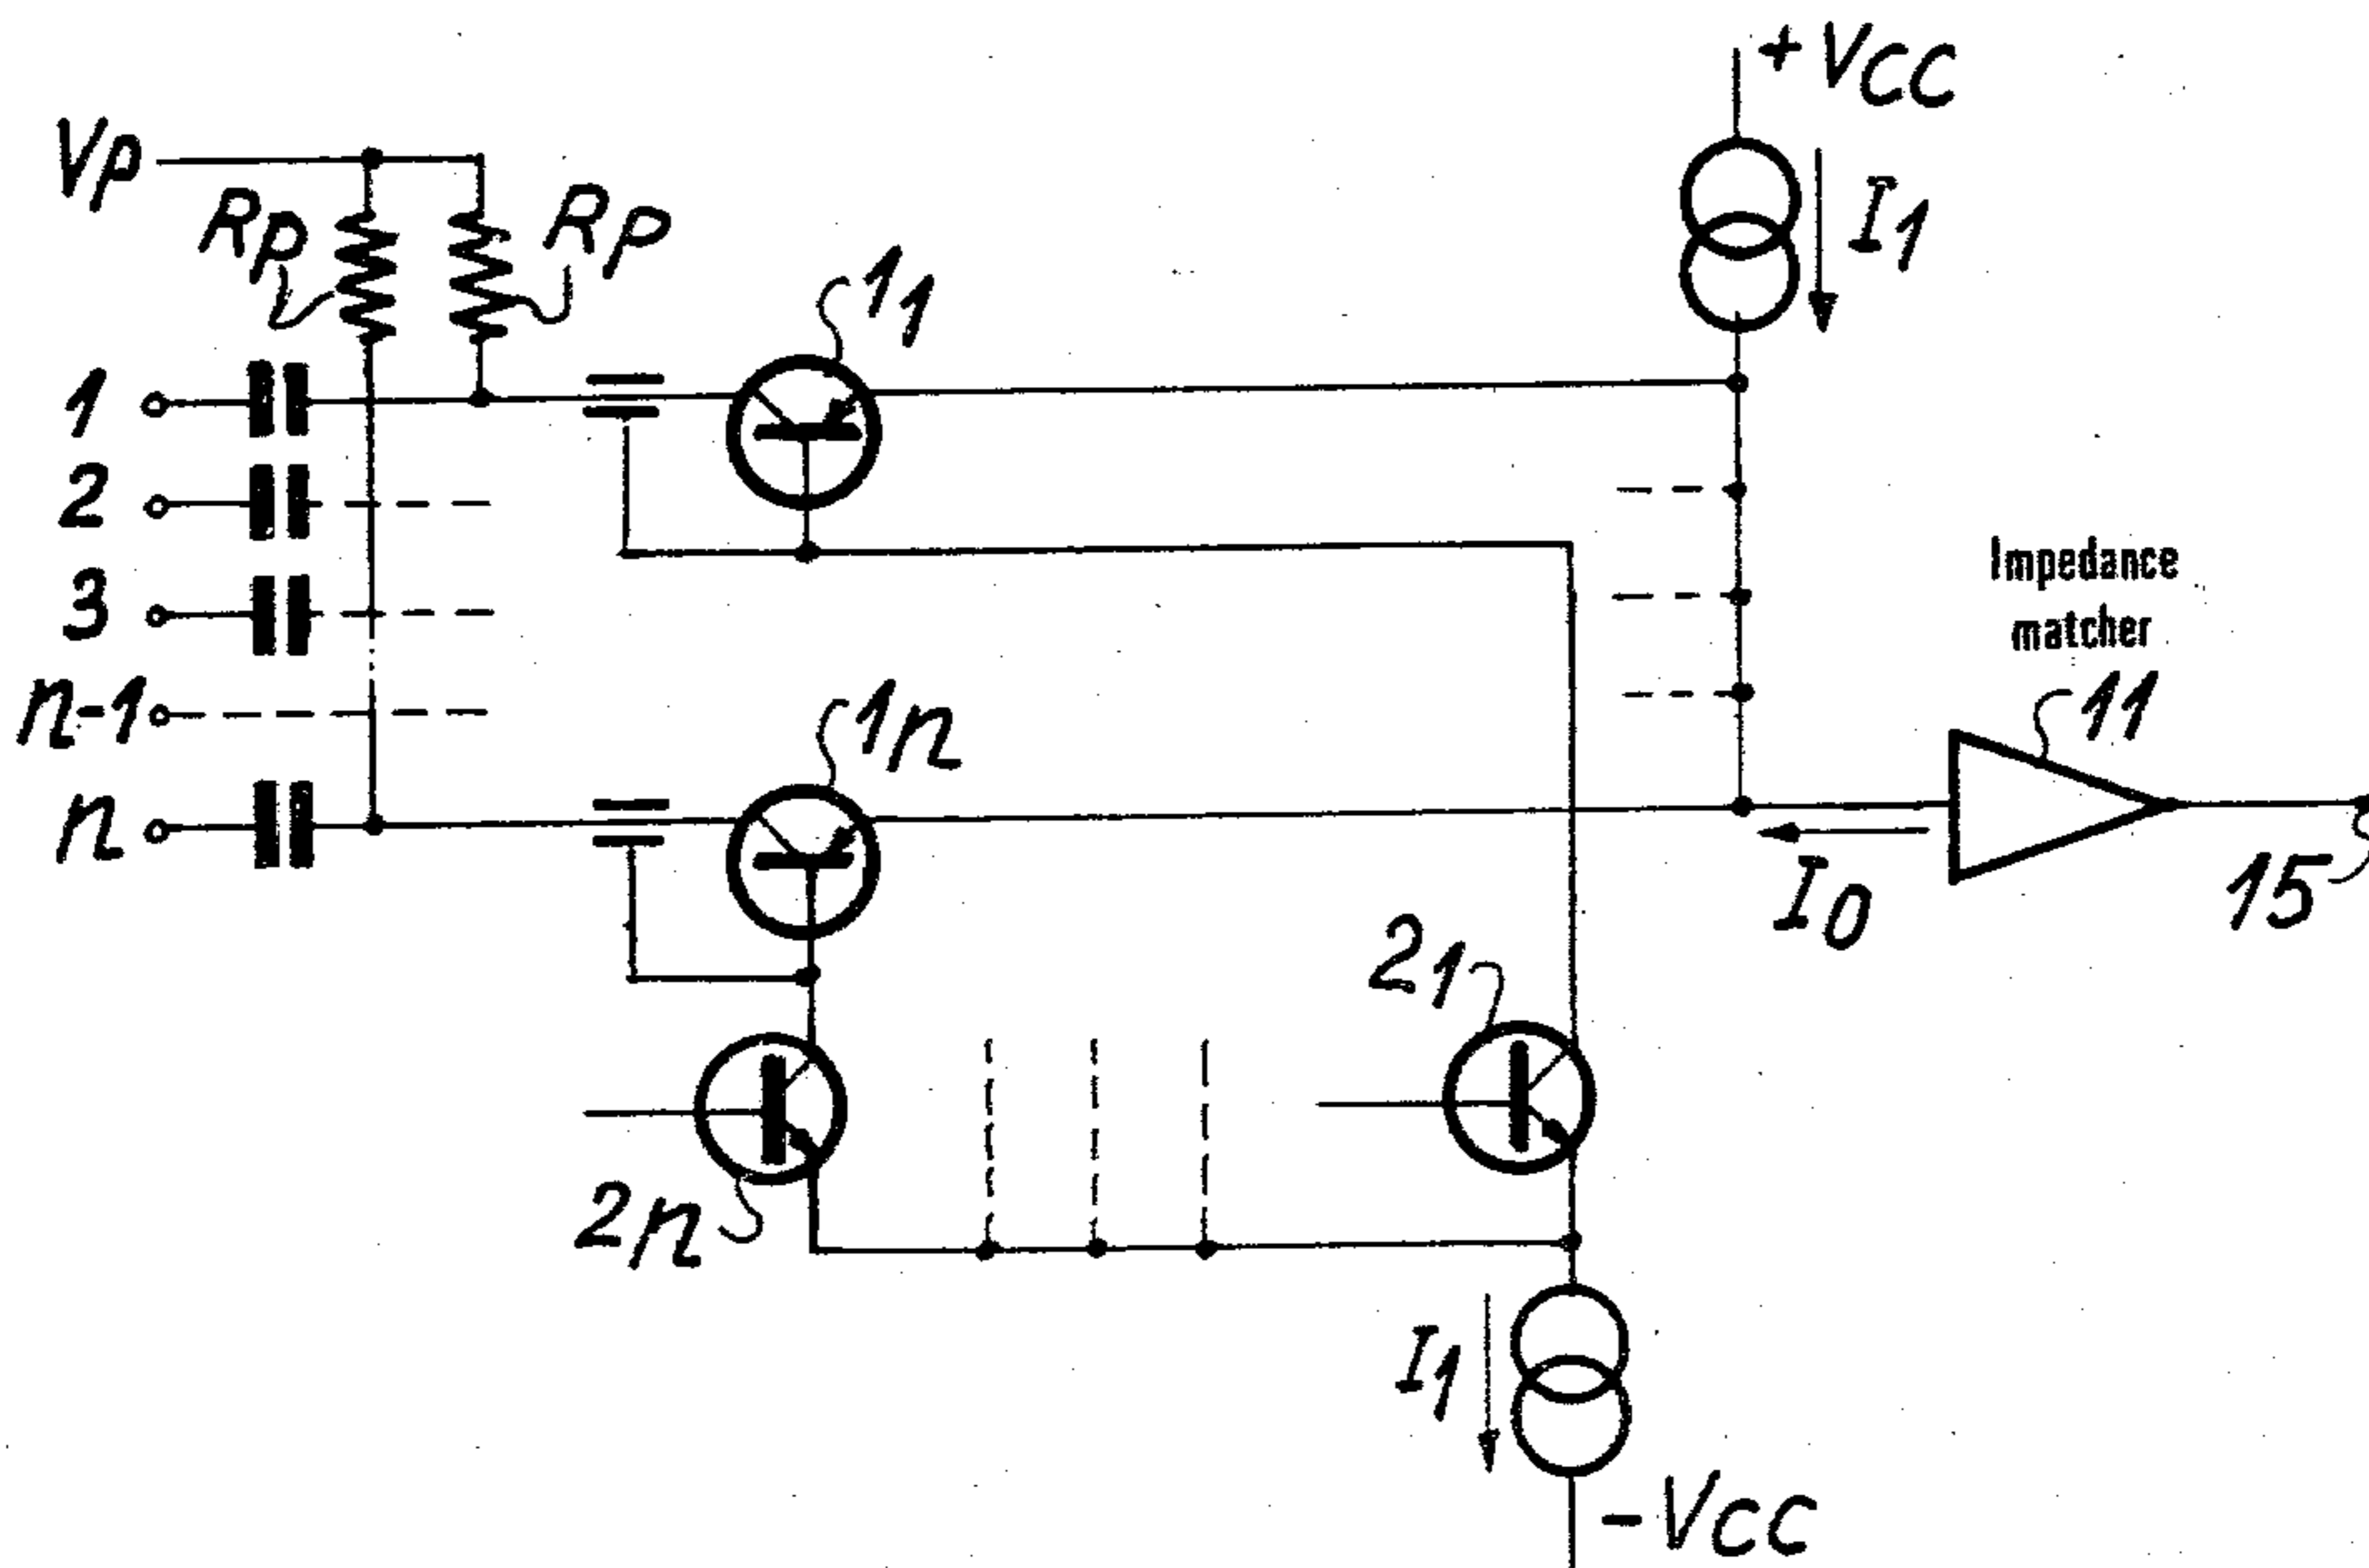 +VCC
VP
RP
RP
I1
11
1
2
Impedance
matcher
3
n-1
1n
11
n
I0
15
21
2n
I1
-VCC